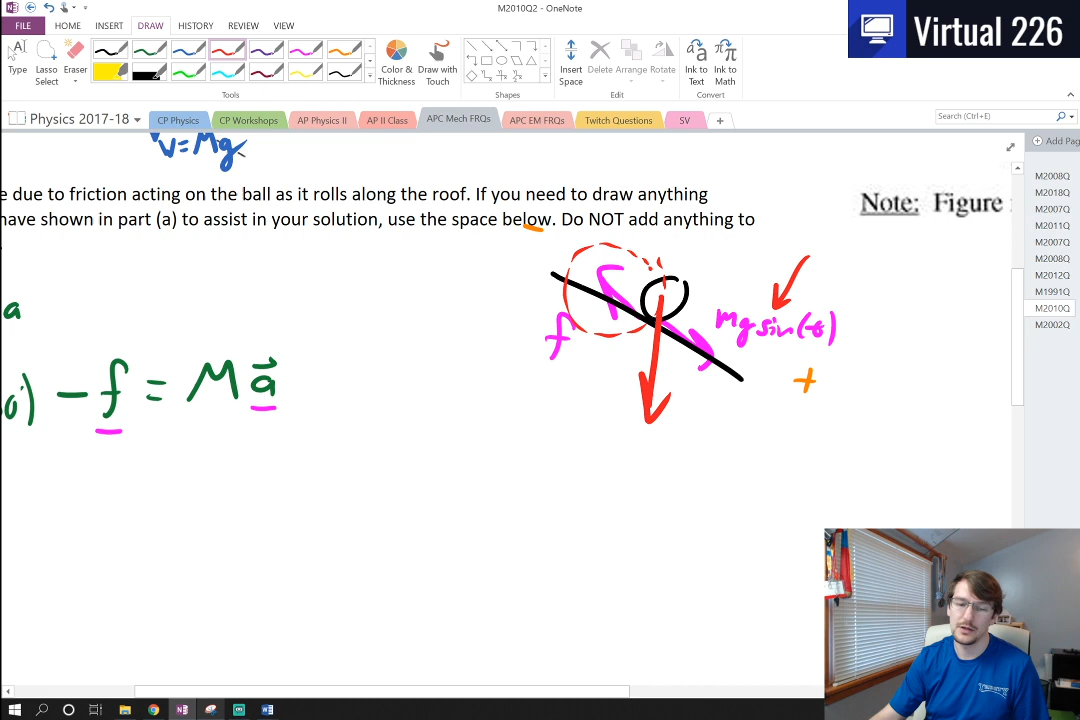 M2010Q2 - OneNote
FILE HOME INSERT DRAW HISTORY REVIEW VIEW
Virtual 226
Type Lasso Select Eraser
Color & Thickness Draw with Touch
Insert Space Delete Arrange Rotate
Ink to Text Ink to Math
Tools Shapes Edit Convert
Physics 2017-18 CP Physics CP Workshops AP Physics II AP II Class APC Mech FRQs APC EM FRQs Twitch Questions SV +
Search (Ctrl+E)
Add Pag
v = Mg
e due to friction acting on the ball as it rolls along the roof. If you need to draw anything
have shown in part (a) to assist in your solution, use the space below. Do NOT add anything to
Note: Figure
a
f
mg sin(θ)
+
- f = Ma
M2008Q
M2018Q
M2007Q
M2011Q
M2007Q
M2008Q
M2012Q
M1991Q
M2010Q
M2002Q